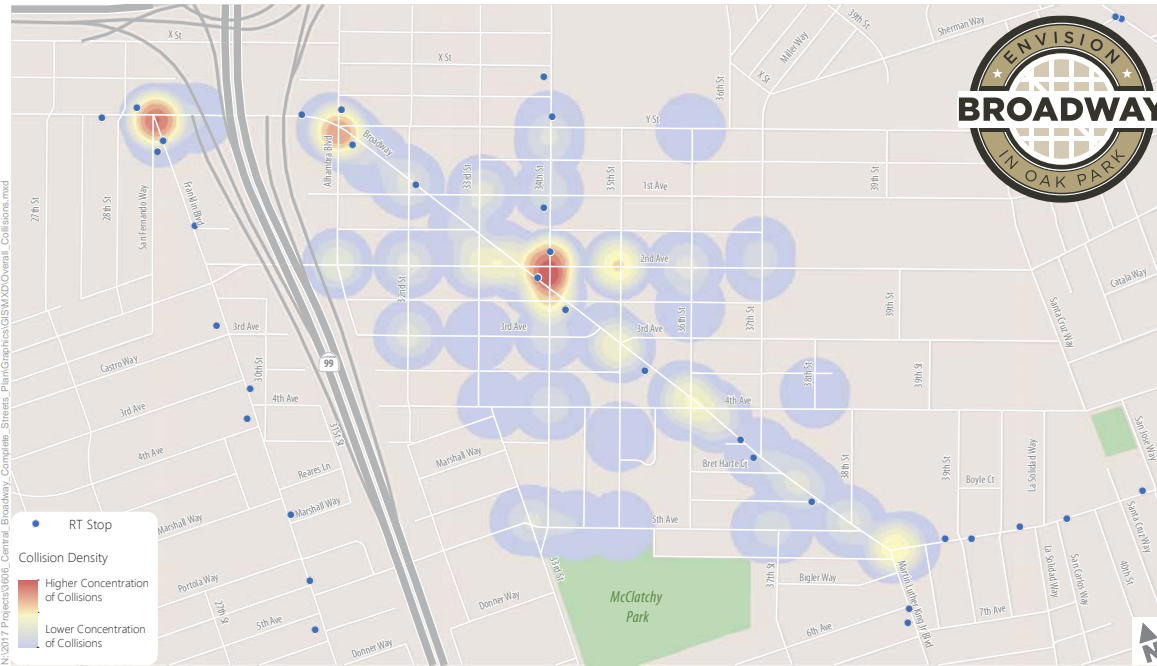 X St
X St
X St
39th St
Miller Way
Sherman Way
36th St
ENVISION
BROADWAY
IN OAK PARK
Y St
Broadway
Alhambra Blvd
27th St
28th St
San Fernando Way
Franklin Blvd
33rd St
34th St
35th St
1st Ave
39th St
2nd Ave
32nd St
36th St
37th St
39th St
Catala Way
Santa Cruz Way
3rd Ave
3rd Ave
3rd Ave
99
Castro Way
30th St
38th St
39th St
3rd Ave
4th Ave
4th Ave
31st St
San Jose Way
4th Ave
Marshall Way
Bret Harte Ct
38th St
39th St
La Solidad Way
Reares Ln
Boyle Ct
Marshall Way
Marshall Way
5th Ave
Santa Cruz Way
RT Stop
Collision Density
Higher Concentration
of Collisions
Lower Concentration
of Collisions
33rd St
37th St
Bigler Way
Martin Luther King Jr Blvd
La Solidad Way
San Carlos Way
40th St
Portola Way
27th St
Donner Way
McClatchy
Park
7th Ave
5th Ave
6th Ave
Donner Way
N
N:\2017 Projects\3606_Central_Broadway_Complete_Streets_Plan\Graphics\GIS\MXD\Overall_Collisions.mxd